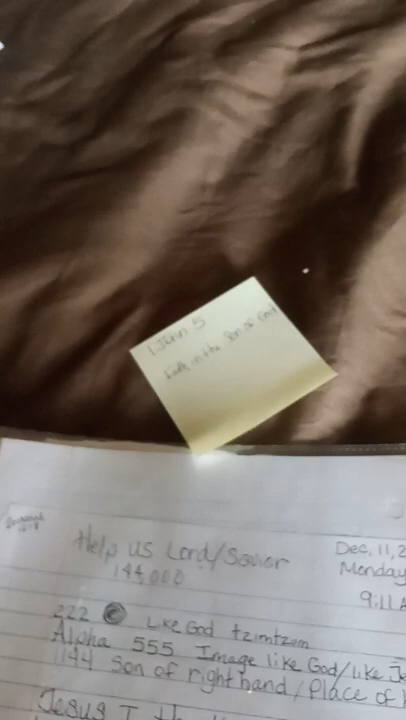 1 John 5
Faith in the Son of God
Help us Lord/Savior
144,000
Dec, 11, 2
Monday
9:11 A
222 Like God tzimtzum
Alpha 555 Image like God/like Je
1144 Son of right hand/Place of
Jesus